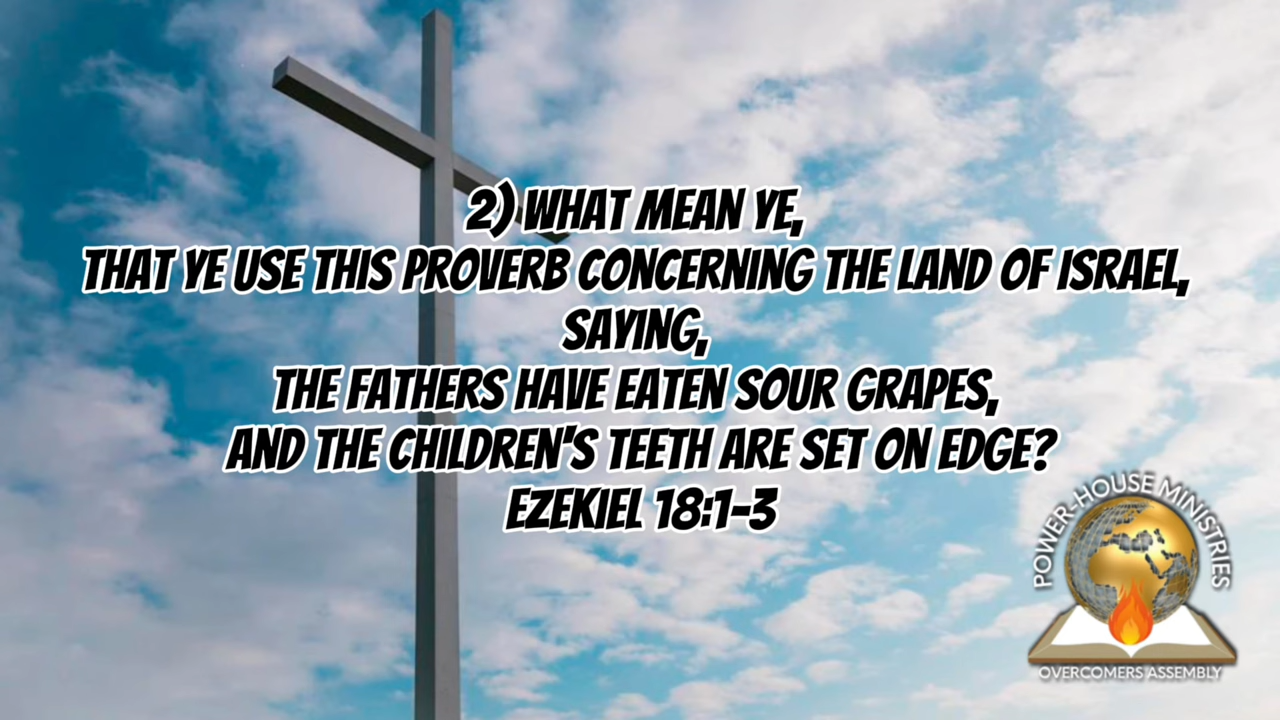 2) WHAT MEAN YE,
THAT YE USE THIS PROVERB CONCERNING THE LAND OF ISRAEL,
SAYING,
THE FATHERS HAVE EATEN SOUR GRAPES,
AND THE CHILDREN'S TEETH ARE SET ON EDGE?
EZEKIEL 18:1-3
POWER-HOUSE MINISTRIES
OVERCOMERS ASSEMBLY